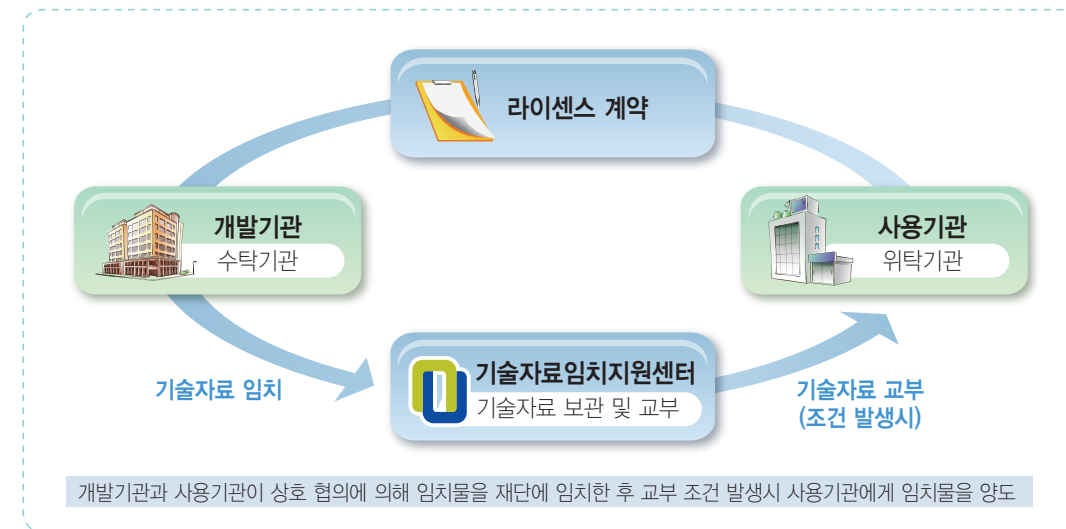 라이센스 계약
개발기관
수탁기관
사용기관
위탁기관
기술자료임치지원센터
기술자료 보관 및 교부
기술자료 임치
기술자료 교부
(조건 발생시)
개발기관과 사용기관이 상호 협의에 의해 임치물을 재단에 임치한 후 교부 조건 발생시 사용기관에게 임치물을 양도